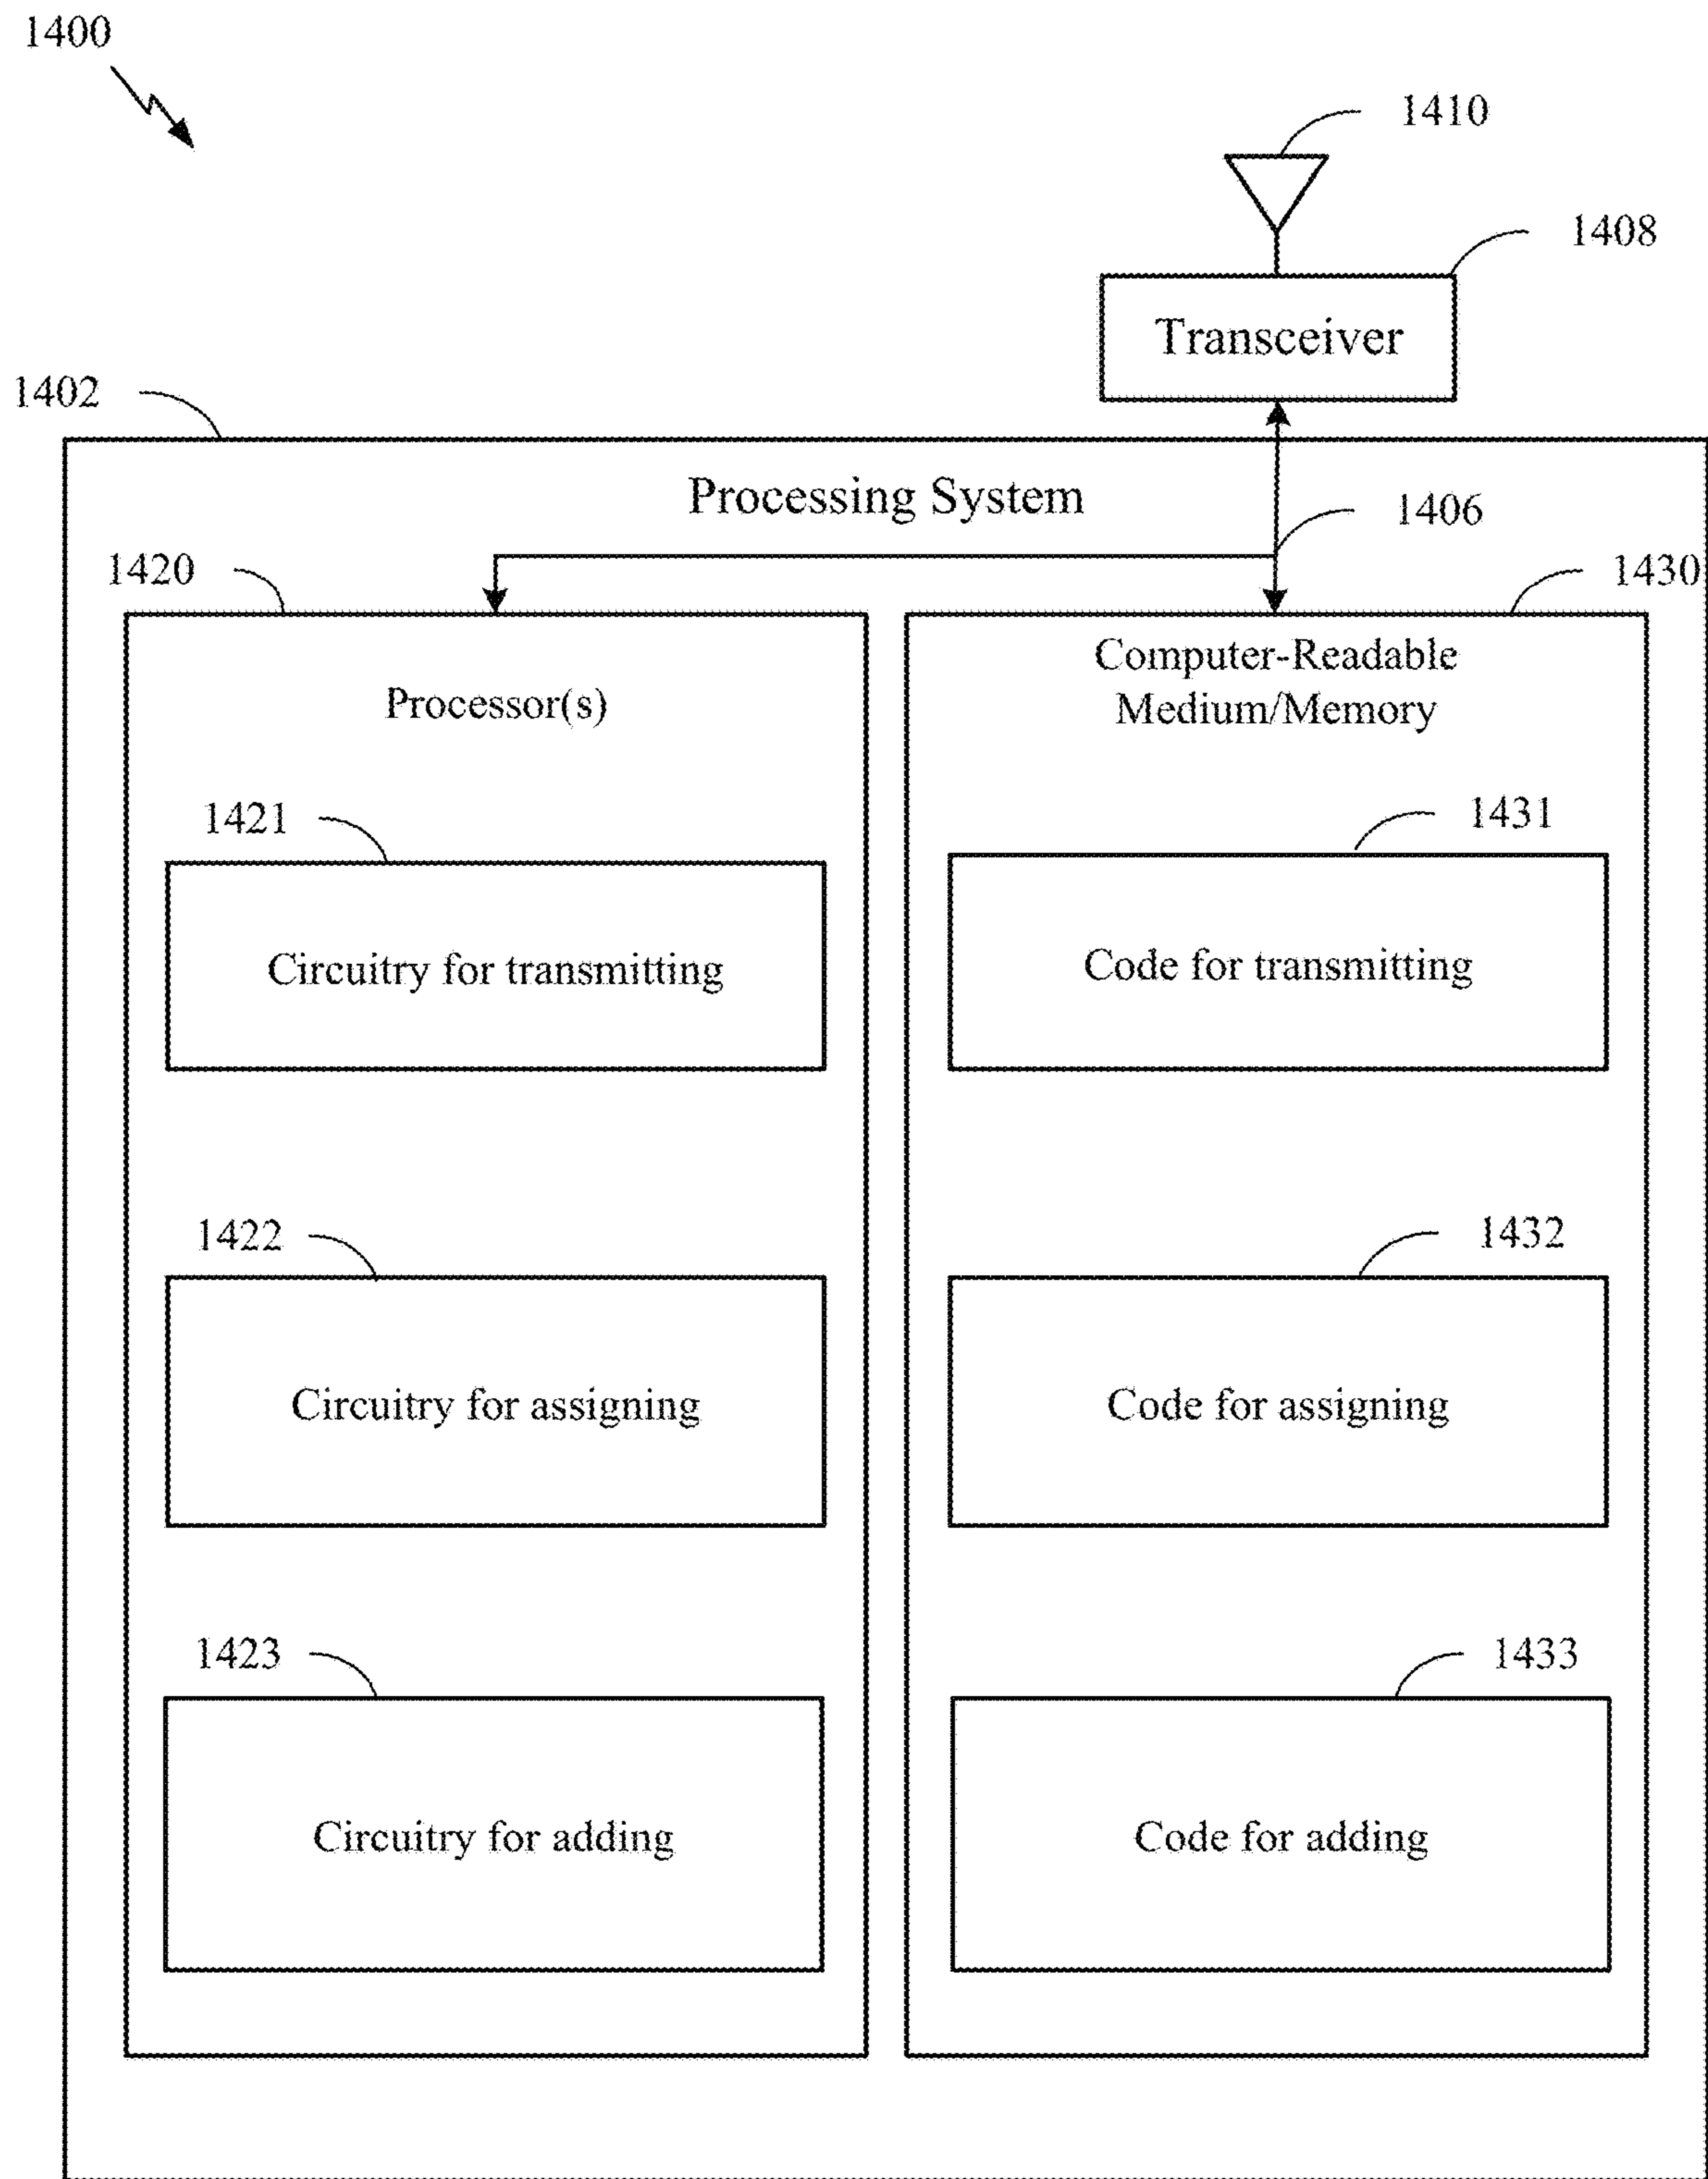 1400
1410
1408
Transceiver
1402
Processing System
1406
1420
1430
Processor(s)
Computer-Readable
Medium/Memory
1421
1431
Circuitry for transmitting
Code for transmitting
1422
1432
Circuitry for assigning
Code for assigning
1423
1433
Circuitry for adding
Code for adding